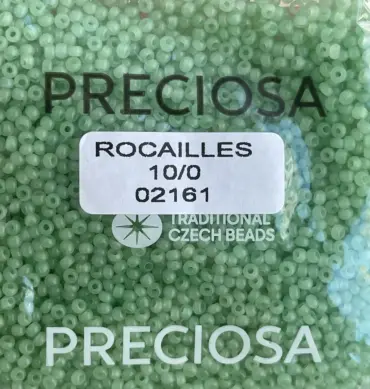 PRECIOSA
ROCAILLES
10/0
02161
TRADITIONAL
CZECH BEADS
PRECIOSA